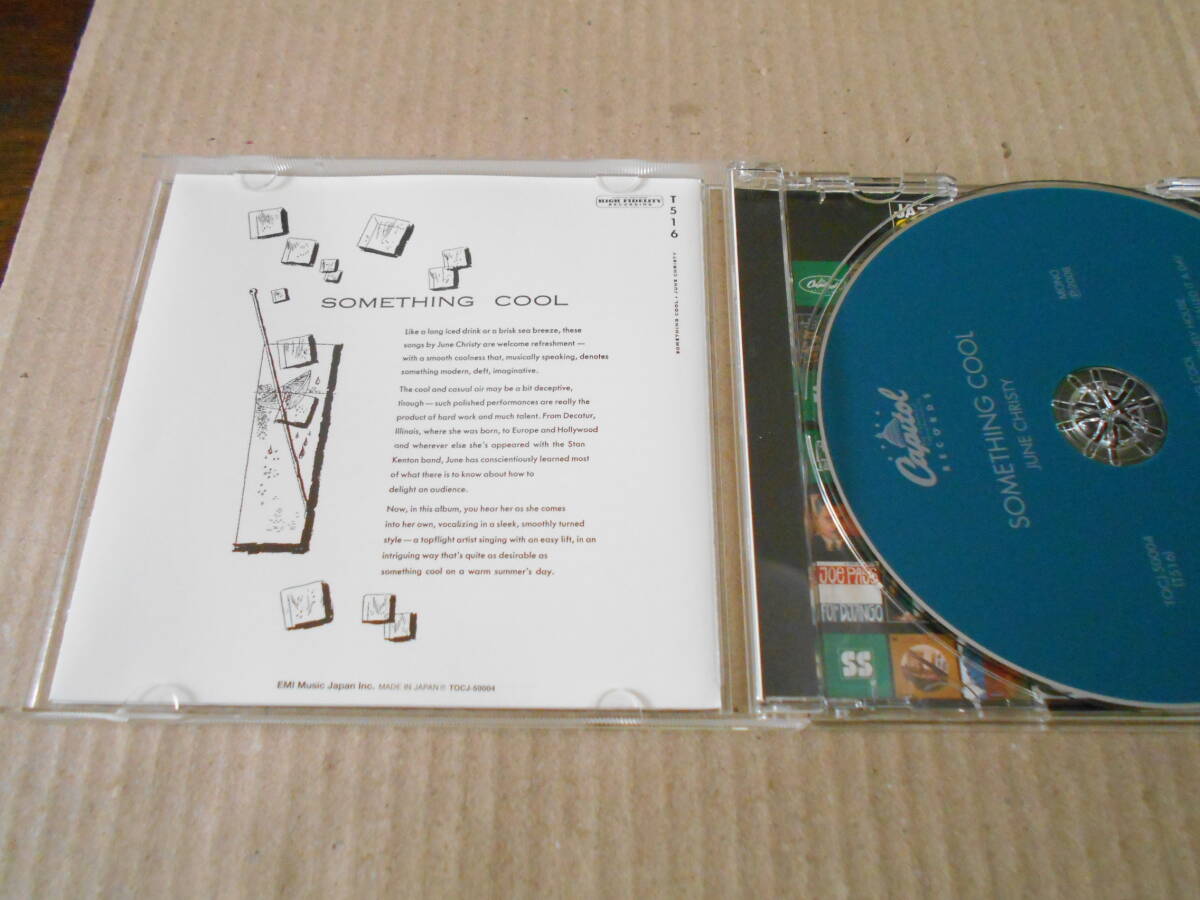 HIGH FIDELITY
RECORDING
T516
SOMETHING COOL • JUNE CHRISTY
SOMETHING COOL
Like a long iced drink or a brisk sea breeze, these
songs by June Christy are welcome refreshment —
with a smooth coolness that, musically speaking, denotes
something modern, deft, imaginative.
The cool and casual air may be a bit deceptive,
though — such polished performances are really the
product of hard work and much talent. From Decatur,
Illinois, where she was born, to Europe and Hollywood
and wherever else she's appeared with the Stan
Kenton band, June has conscientiously learned most
of what there is to know about how to
delight an audience.
Now, in this album, you hear her as she comes
into her own, vocalizing in a sleek, smoothly turned
style — a topflight artist singing with an easy lift, in an
intriguing way that's quite as desirable as
something cool on a warm summer's day.
EMI Music Japan Inc. MADE IN JAPAN ℗ TOCJ-50004
Capitol
RECORDS
SOMETHING COOL
JUNE CHRISTY
MONO
℗2008
TOCJ-50004
(T516)
Capitol
JOE PASS
FOR DJANGO
SS